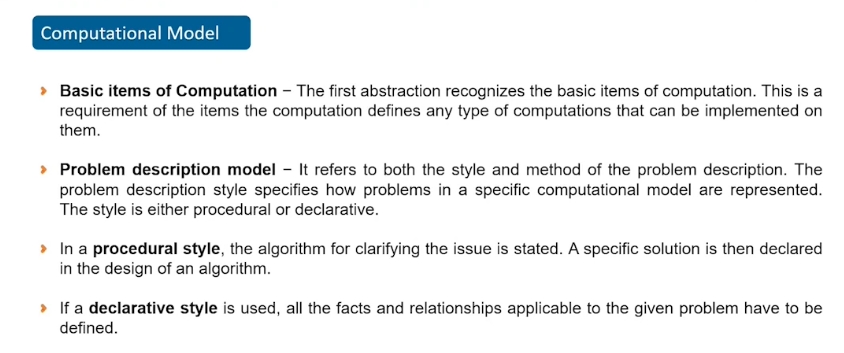 Computational Model
Basic items of Computation – The first abstraction recognizes the basic items of computation. This is a
requirement of the items the computation defines any type of computations that can be implemented on
them.
Problem description model – It refers to both the style and method of the problem description. The
problem description style specifies how problems in a specific computational model are represented.
The style is either procedural or declarative.
In a procedural style, the algorithm for clarifying the issue is stated. A specific solution is then declared
in the design of an algorithm.
If a declarative style is used, all the facts and relationships applicable to the given problem have to be
defined.